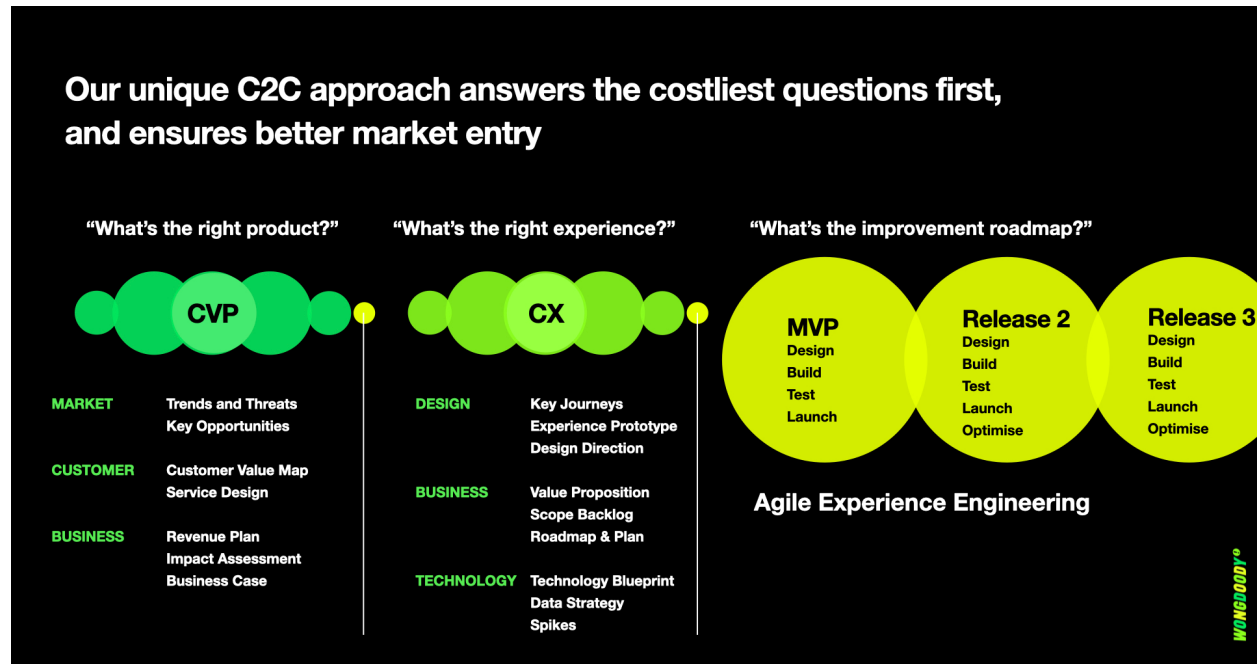 Our unique C2C approach answers the costliest questions first,
and ensures better market entry
“What’s the right product?”
CVP
MARKET
Trends and Threats
Key Opportunities
CUSTOMER
Customer Value Map
Service Design
BUSINESS
Revenue Plan
Impact Assessment
Business Case
“What’s the right experience?”
CX
DESIGN
Key Journeys
Experience Prototype
Design Direction
BUSINESS
Value Proposition
Scope Backlog
Roadmap & Plan
TECHNOLOGY
Technology Blueprint
Data Strategy
Spikes
“What’s the improvement roadmap?”
MVP
Design
Build
Test
Launch
Release 2
Design
Build
Test
Launch
Optimise
Release 3
Design
Build
Test
Launch
Optimise
Agile Experience Engineering
WONGDOODY